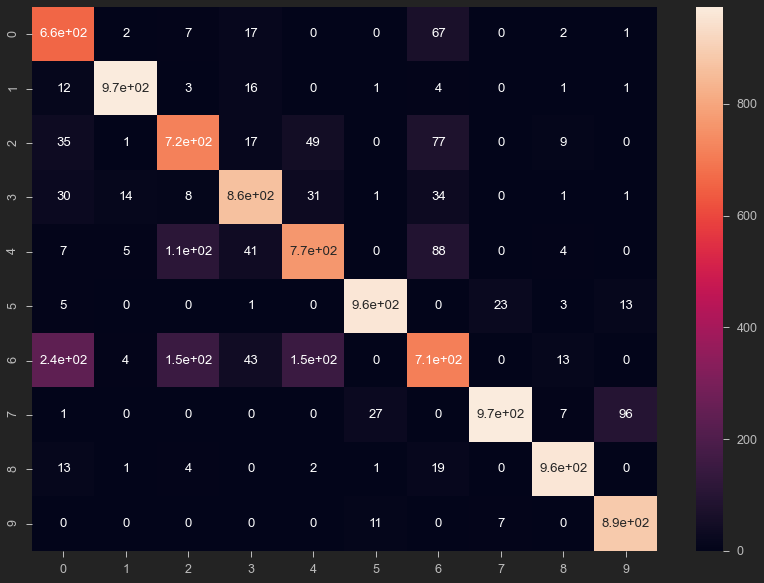 0 6.6e+02 2 7 17 0 0 67 0 2 1
1 12 9.7e+02 3 16 0 1 4 0 1 1
2 35 1 7.2e+02 17 49 0 77 0 9 0
3 30 14 8 8.6e+02 31 1 34 0 1 1
4 7 5 1.1e+02 41 7.7e+02 0 88 0 4 0
5 5 0 0 1 0 9.6e+02 0 23 3 13
6 2.4e+02 4 1.5e+02 43 1.5e+02 0 7.1e+02 0 13 0
7 1 0 0 0 0 27 0 9.7e+02 7 96
8 13 1 4 0 2 1 19 0 9.6e+02 0
9 0 0 0 0 0 11 0 7 0 8.9e+02
0 1 2 3 4 5 6 7 8 9
800
600
400
200
0